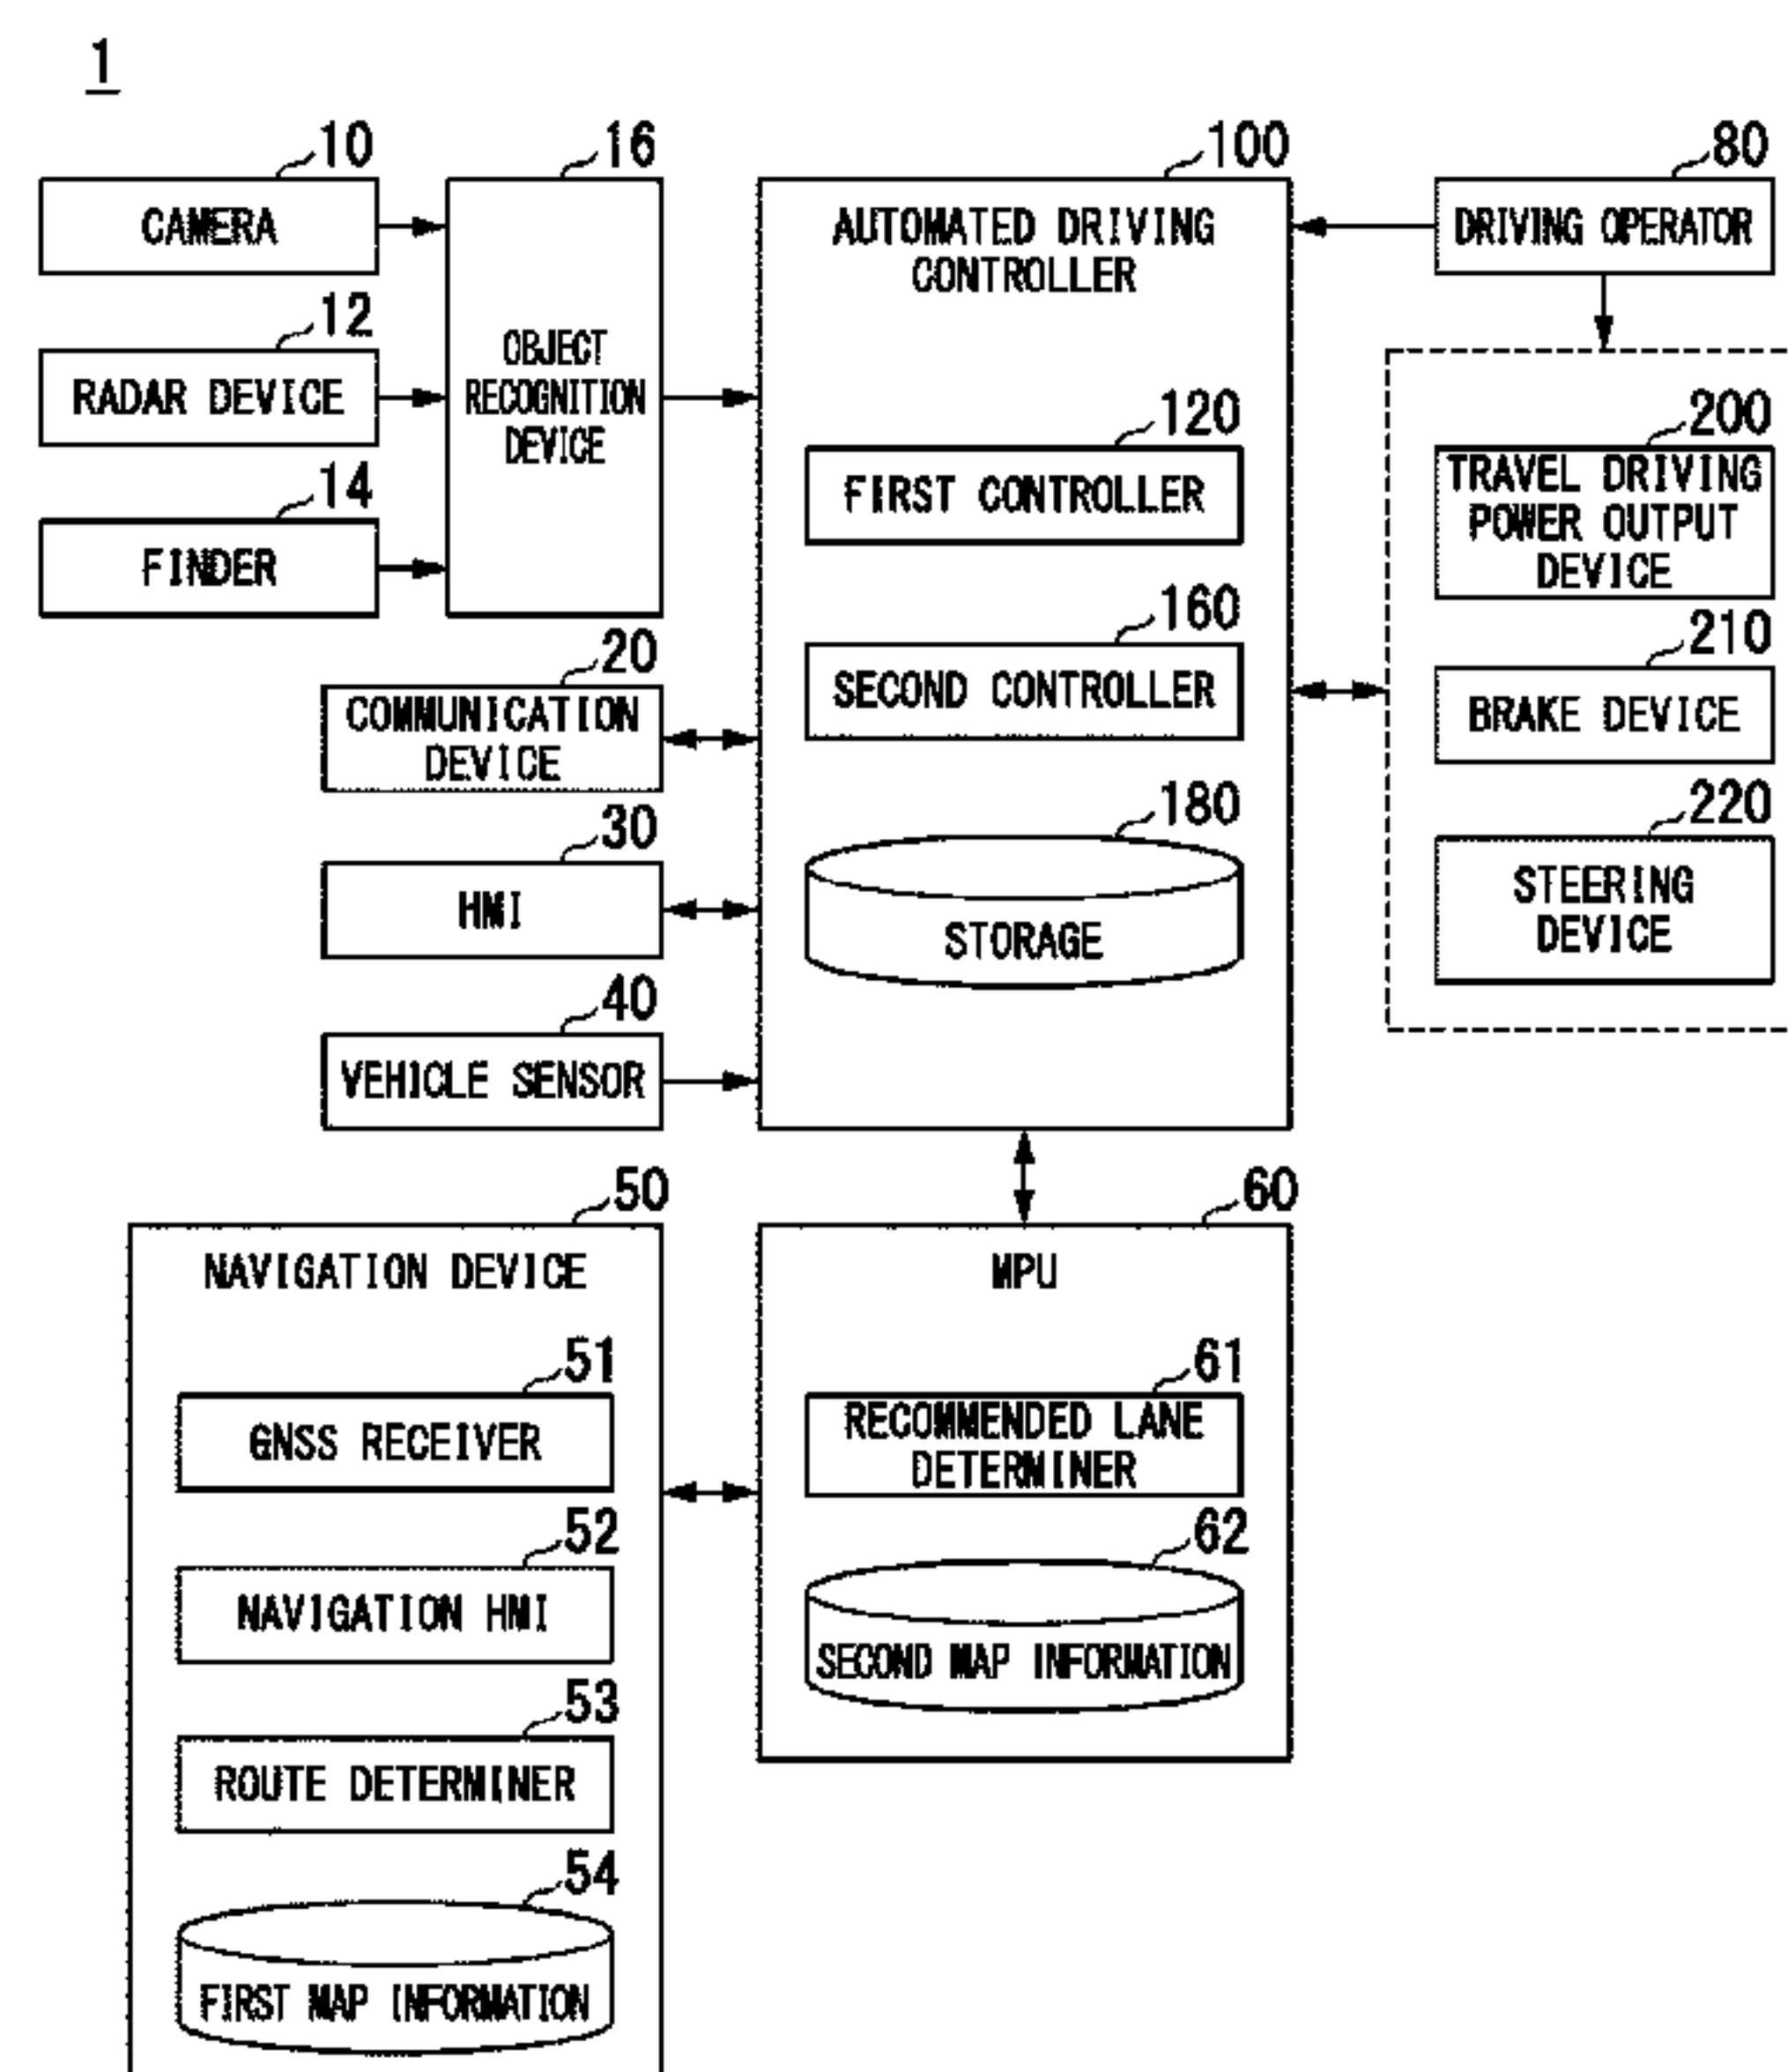 1
10
16
100
80
CAMERA
AUTOMATED DRIVING
CONTROLLER
DRIVING OPERATOR
12
RADAR DEVICE
OBJECT
RECOGNITION
DEVICE
14
FINDER
120
FIRST CONTROLLER
200
TRAVEL DRIVING
POWER OUTPUT
DEVICE
20
COMMUNICATION
DEVICE
160
SECOND CONTROLLER
210
BRAKE DEVICE
30
HMI
180
STORAGE
220
STEERING
DEVICE
40
VEHICLE SENSOR
50
NAVIGATION DEVICE
60
MPU
51
GNSS RECEIVER
61
RECOMMENDED LANE
DETERMINER
52
NAVIGATION HMI
62
SECOND MAP INFORMATION
53
ROUTE DETERMINER
54
FIRST MAP INFORMATION